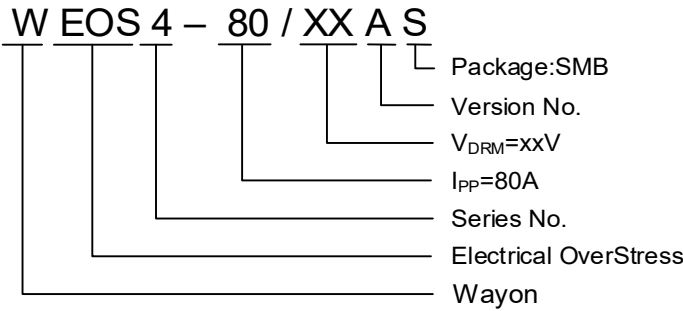 W EOS 4 – 80 / XX A S
Package:SMB
Version No.
VDRM=xxV
IPP=80A
Series No.
Electrical OverStress
Wayon